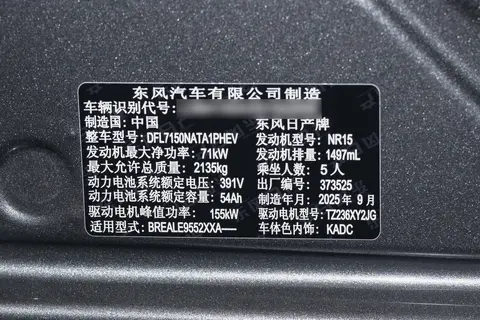 东风汽车有限公司制造
车辆识别代号：
制造国：中国 东风日产牌
整车型号：DFL7150NATA1PHEV 发动机型号：NR15
发动机最大净功率：71kW 发动机排量：1497mL
最大允许总质量：2135kg 乘坐人数：5人
动力电池系统额定电压：391V 出厂编号：373525
动力电池系统额定容量：54Ah 制造年月：2025年9月
驱动电机峰值功率：155kW 驱动电机型号：TZ236XY2JG
适用型号：BREALE9552XXA—— 车体色内饰：KADC